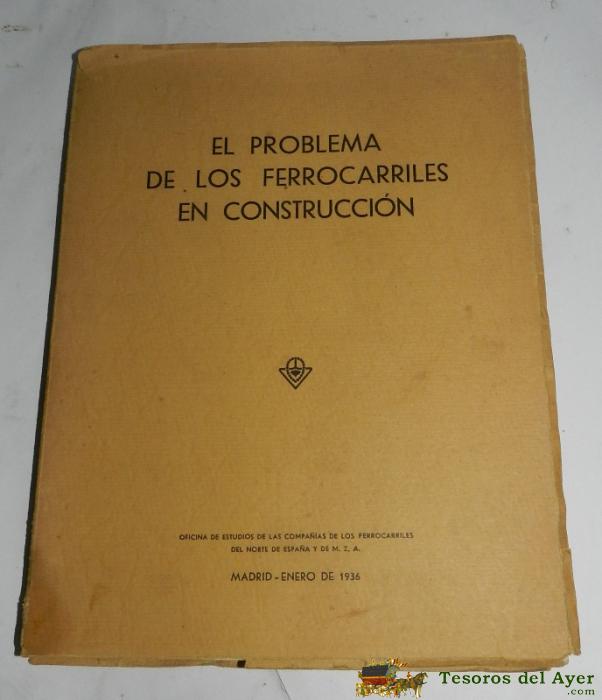 EL PROBLEMA
DE LOS FERROCARRILES
EN CONSTRUCCIÓN
OFICINA DE ESTUDIOS DE LAS COMPAÑIAS DE LOS FERROCARRILES
DEL NORTE DE ESPAÑA Y DE M. Z. A.
MADRID - ENERO DE 1936
Tesoros del Ayer
.com